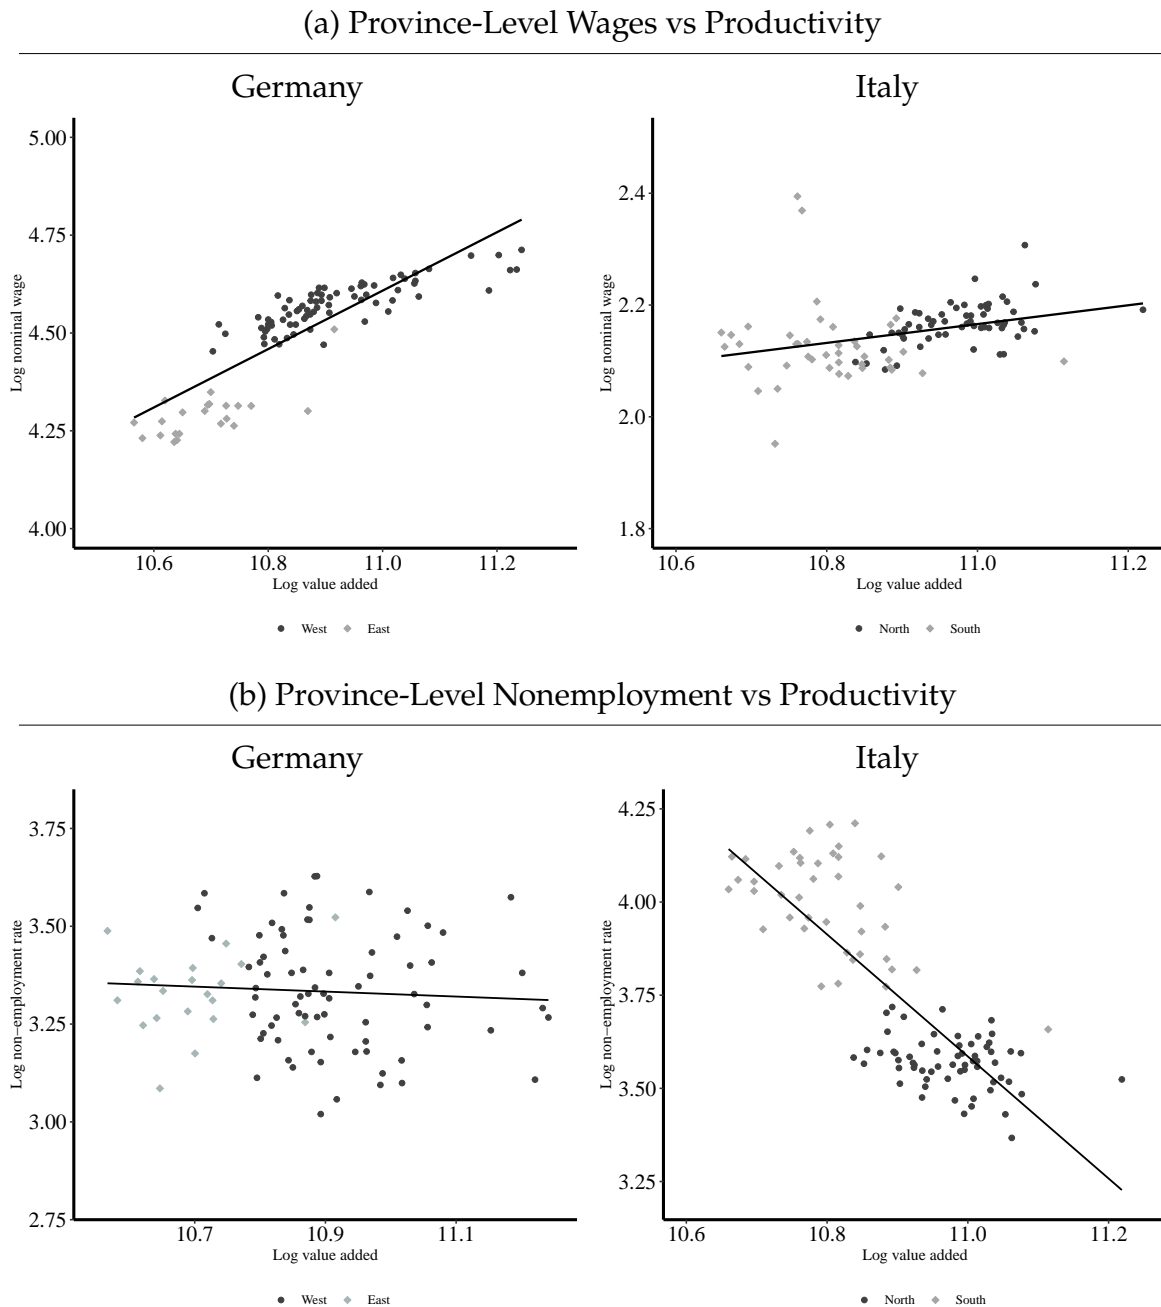 (a) Province-Level Wages vs Productivity
Germany
Italy
5.00
4.75
4.50
4.25
4.00
Log nominal wage
10.6 10.8 11.0 11.2
Log value added
West East
2.4
2.2
2.0
1.8
Log nominal wage
10.6 10.8 11.0 11.2
Log value added
North South
(b) Province-Level Nonemployment vs Productivity
Germany
Italy
3.75
3.50
3.25
3.00
2.75
Log non−employment rate
10.7 10.9 11.1
Log value added
West East
4.25
4.00
3.75
3.50
3.25
Log non−employment rate
10.6 10.8 11.0 11.2
Log value added
North South